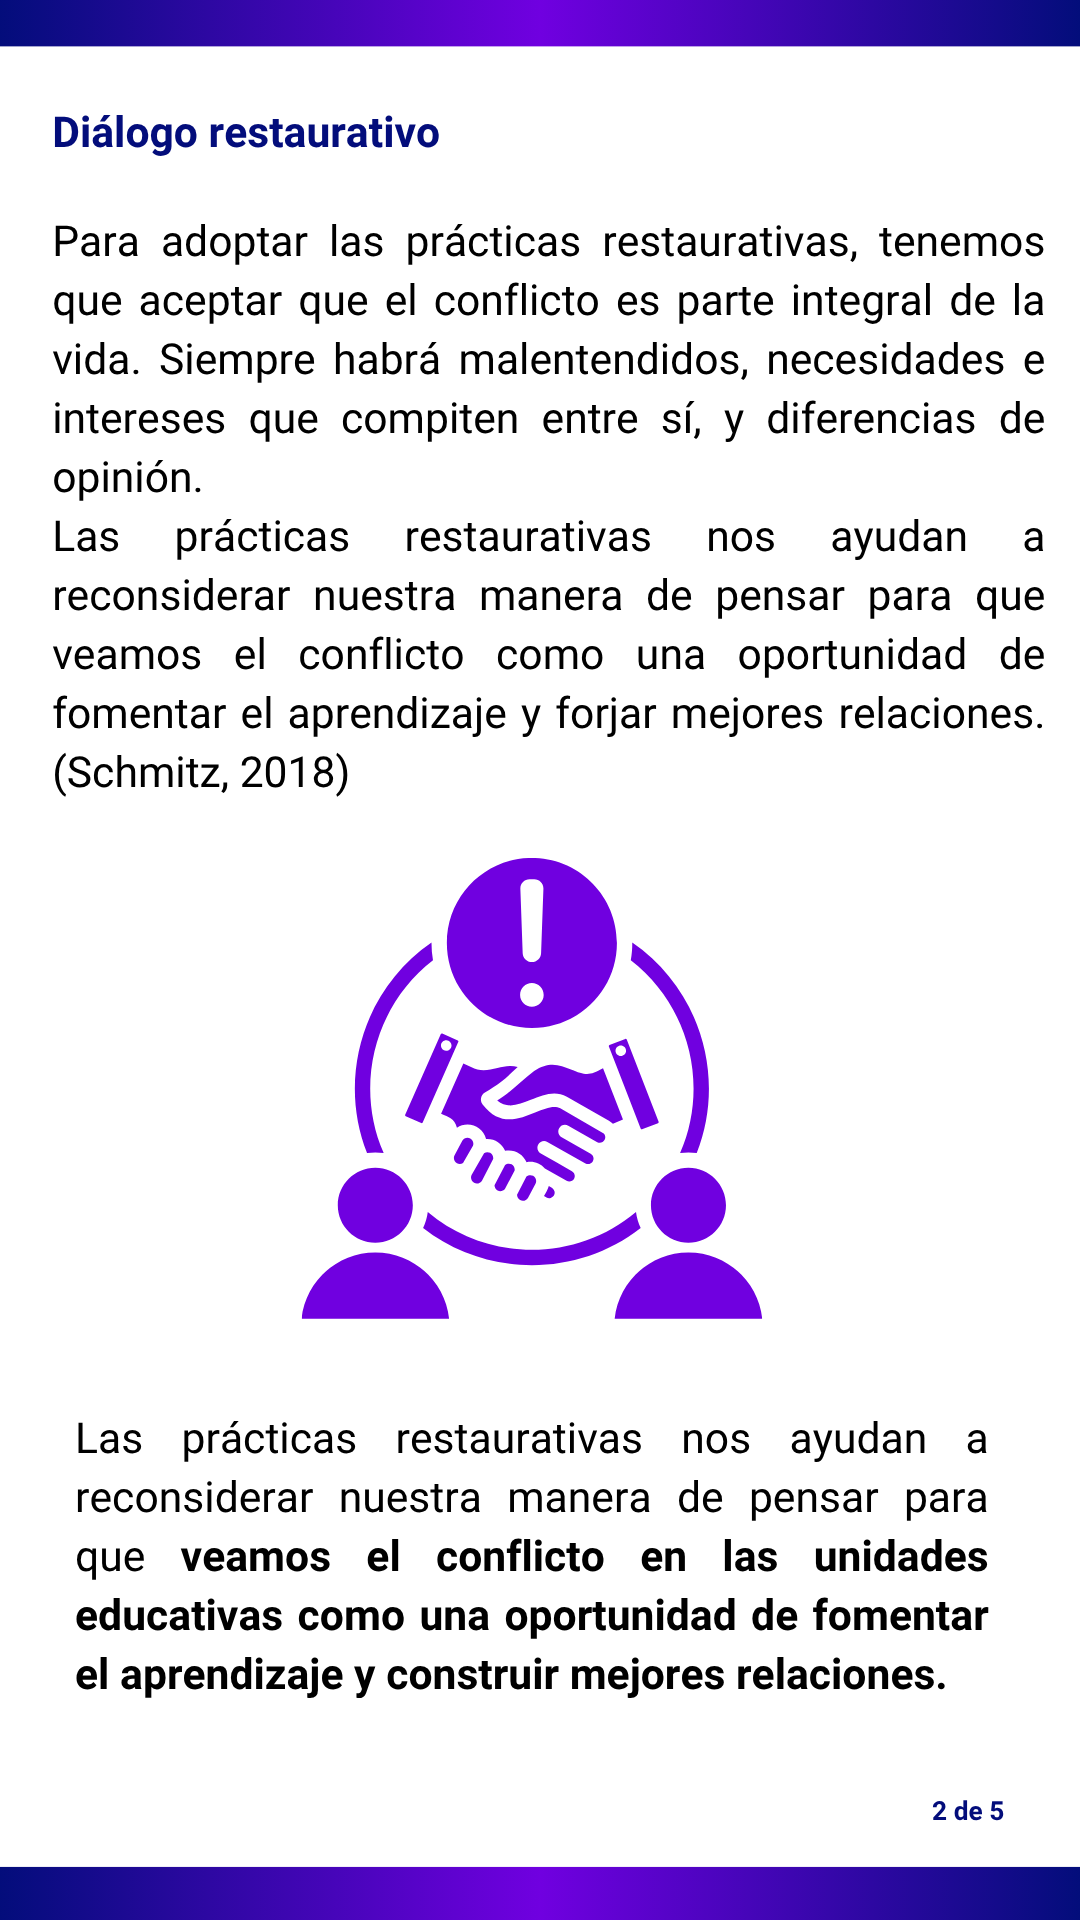 Diálogo restaurativo
Para adoptar las prácticas restaurativas, tenemos
que aceptar que el conflicto es parte integral de la
vida. Siempre habrá malentendidos, necesidades e
intereses que compiten entre sí, y diferencias de
opinión.
Las prácticas restaurativas nos ayudan a
reconsiderar nuestra manera de pensar para que
veamos el conflicto como una oportunidad de
fomentar el aprendizaje y forjar mejores relaciones.
(Schmitz, 2018)
Las prácticas restaurativas nos ayudan a
reconsiderar nuestra manera de pensar para
que veamos el conflicto en las unidades
educativas como una oportunidad de fomentar
el aprendizaje y construir mejores relaciones.
2 de 5